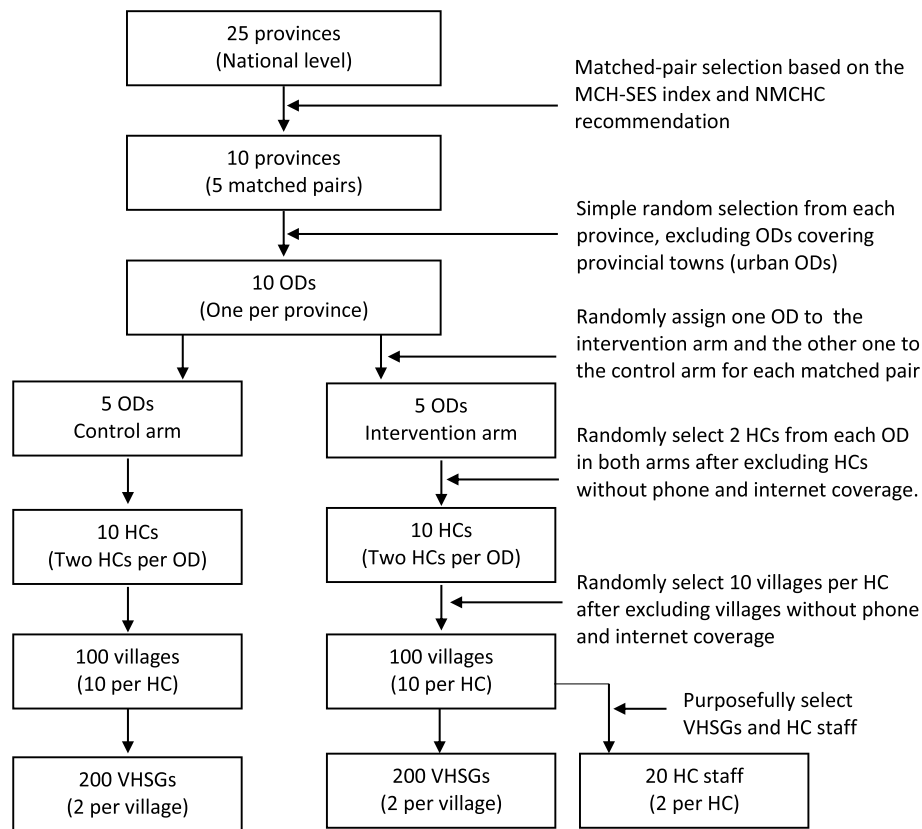 25 provinces
(National level)
Matched-pair selection based on the
MCH-SES index and NMCHC
recommendation
10 provinces
(5 matched pairs)
Simple random selection from each
province, excluding ODs covering
provincial towns (urban ODs)
10 ODs
(One per province)
Randomly assign one OD to  the
intervention arm and the other one to
the control arm for each matched pair
5 ODs
Control arm
5 ODs
Intervention arm
Randomly select 2 HCs from each OD
in both arms after excluding HCs
without phone and internet coverage.
10 HCs
(Two HCs per OD)
10 HCs
(Two HCs per OD)
Randomly select 10 villages per HC
after excluding villages without phone
and internet coverage
100 villages
(10 per HC)
100 villages
(10 per HC)
Purposefully select
VHSGs and HC staff
200 VHSGs
(2 per village)
200 VHSGs
(2 per village)
20 HC staff
(2 per HC)